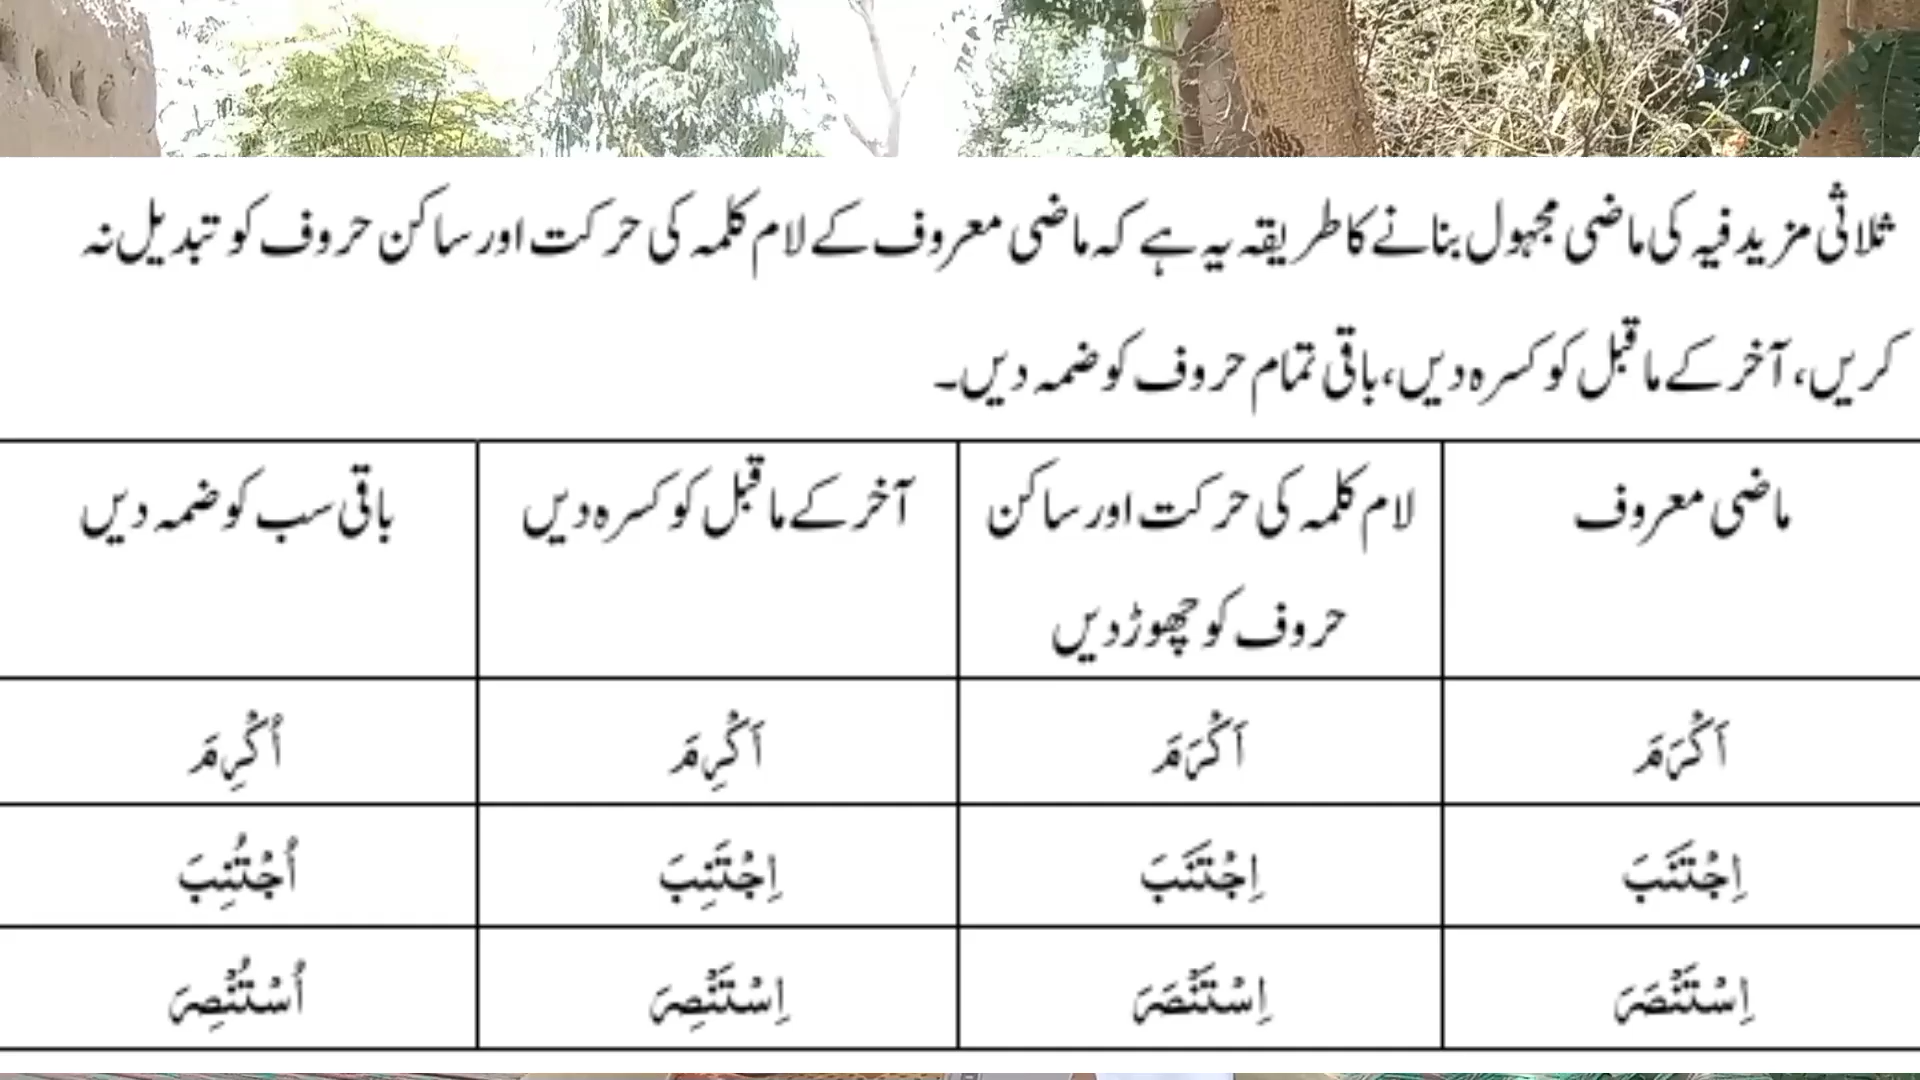 ثلاثی مزید فیہ کی ماضی مجہول بنانے کا طریقہ یہ ہے کہ ماضی معروف کے لام کلمہ کی حرکت اور ساکن حروف کو تبدیل نہ
کریں، آخر کے ماقبل کو کسرہ دیں، باقی تمام حروف کو ضمہ دیں۔
ماضی معروف	لام کلمہ کی حرکت اور ساکن	آخر کے ماقبل کو کسرہ دیں	باقی سب کو ضمہ دیں
حروف کو چھوڑ دیں
اَكْرَمَ	اَكْرَمَ	اَكْرِمَ	اُكْرِمَ
اِجْتَنَبَ	اِجْتَنَبَ	اِجْتَنِبَ	اُجْتُنِبَ
اِسْتَنْصَرَ	اِسْتَنْصَرَ	اِسْتَنْصِرَ	اُسْتُنْصِرَ